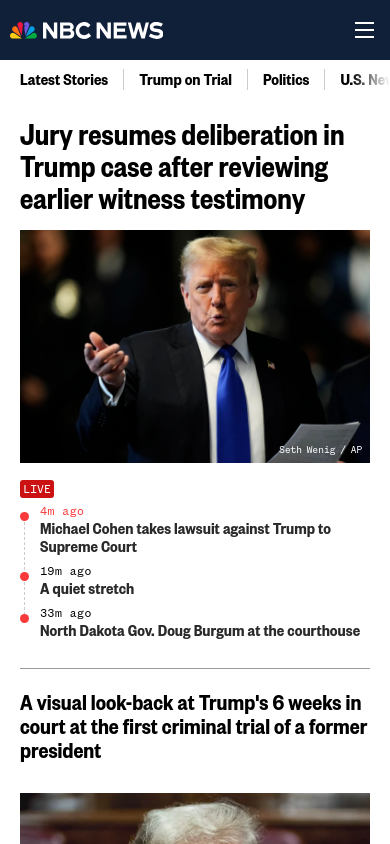 NBC NEWS
Latest Stories
Trump on Trial
Politics
U.S.
Jury resumes deliberation in
Trump case after reviewing
earlier witness testimony
Seth Wenig / AP
LIVE
4m ago
Michael Cohen takes lawsuit against Trump to
Supreme Court
19m ago
A quiet stretch
33m ago
North Dakota Gov. Doug Burgum at the courthouse
A visual look-back at Trump's 6 weeks in
court at the first criminal trial of a former
president